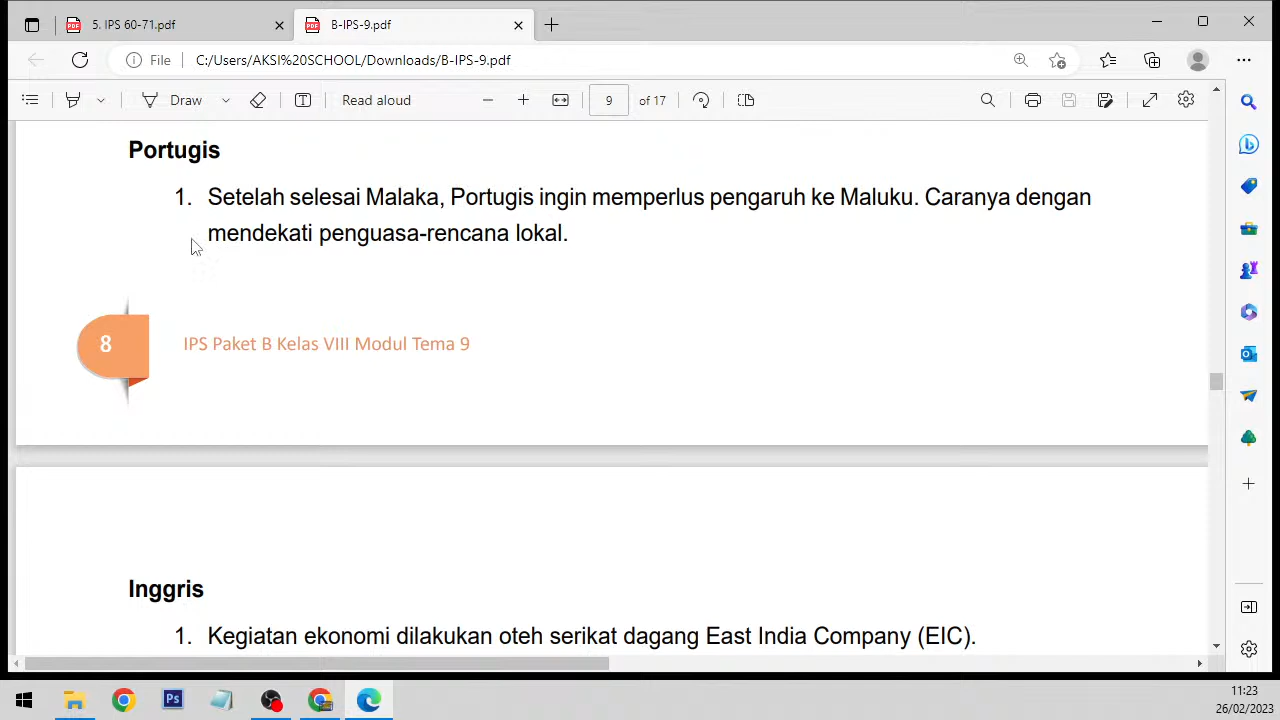 5. IPS 60-71.pdf
B-IPS-9.pdf
File
C:/Users/AKSI%20SCHOOL/Downloads/B-IPS-9.pdf
Draw
Read aloud
9
of 17
Portugis
1. Setelah selesai Malaka, Portugis ingin memperlus pengaruh ke Maluku. Caranya dengan
mendekati penguasa-rencana lokal.
8
IPS Paket B Kelas VIII Modul Tema 9
Inggris
1. Kegiatan ekonomi dilakukan oteh serikat dagang East India Company (EIC).
Ps
11:23
26/02/2023